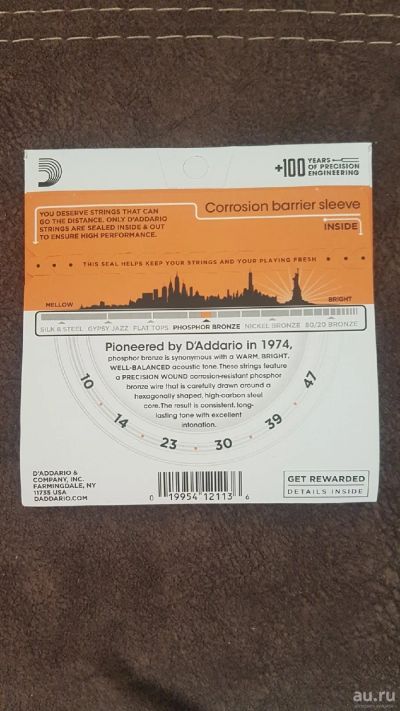 +100 YEARS OF PRECISION ENGINEERING
YOU DESERVE STRINGS THAT CAN
GO THE DISTANCE. ONLY D'ADDARIO
STRINGS ARE SEALED INSIDE & OUT
TO ENSURE HIGH PERFORMANCE.
Corrosion barrier sleeve
INSIDE
THIS SEAL HELPS KEEP YOUR STRINGS AND YOUR PLAYING FRESH
MELLOW
BRIGHT
SILK & STEEL GYPSY JAZZ FLAT TOPS PHOSPHOR BRONZE NICKEL BRONZE 80/20 BRONZE
Pioneered by D'Addario in 1974,
phosphor bronze is synonymous with a WARM, BRIGHT,
WELL-BALANCED acoustic tone. These strings feature
a PRECISION WOUND corrosion-resistant phosphor
bronze wire that is carefully drawn around a
hexagonally shaped, high-carbon steel
core. The result is consistent, long-
lasting tone with excellent
intonation.
10 14 23 30 39 47
D'ADDARIO &
COMPANY, INC.
FARMINGDALE, NY
11735 USA
DADDARIO.COM
0 19954 12113 6
GET REWARDED
DETAILS INSIDE
au.ru